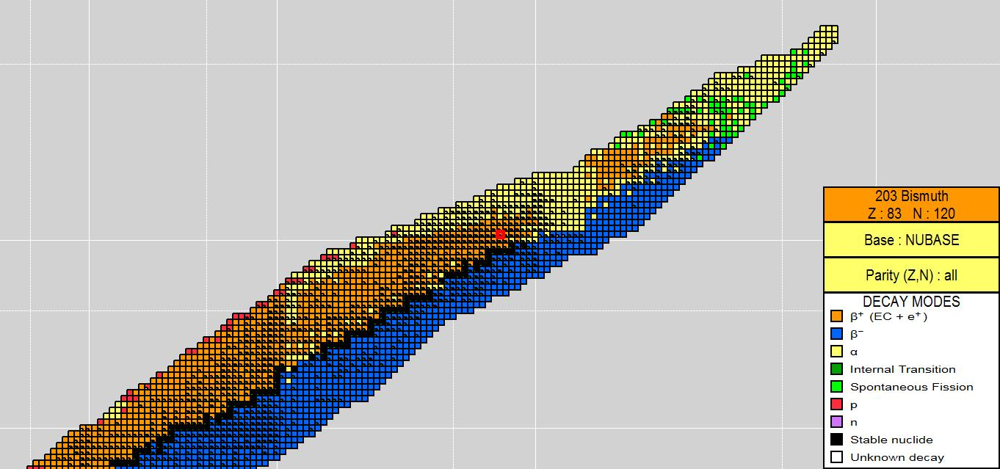 203 Bismuth
Z : 83 N : 120
Base : NUBASE
Parity (Z,N) : all
DECAY MODES
β⁺ (EC + e⁺)
β⁻
α
Internal Transition
Spontaneous Fission
p
n
Stable nuclide
Unknown decay